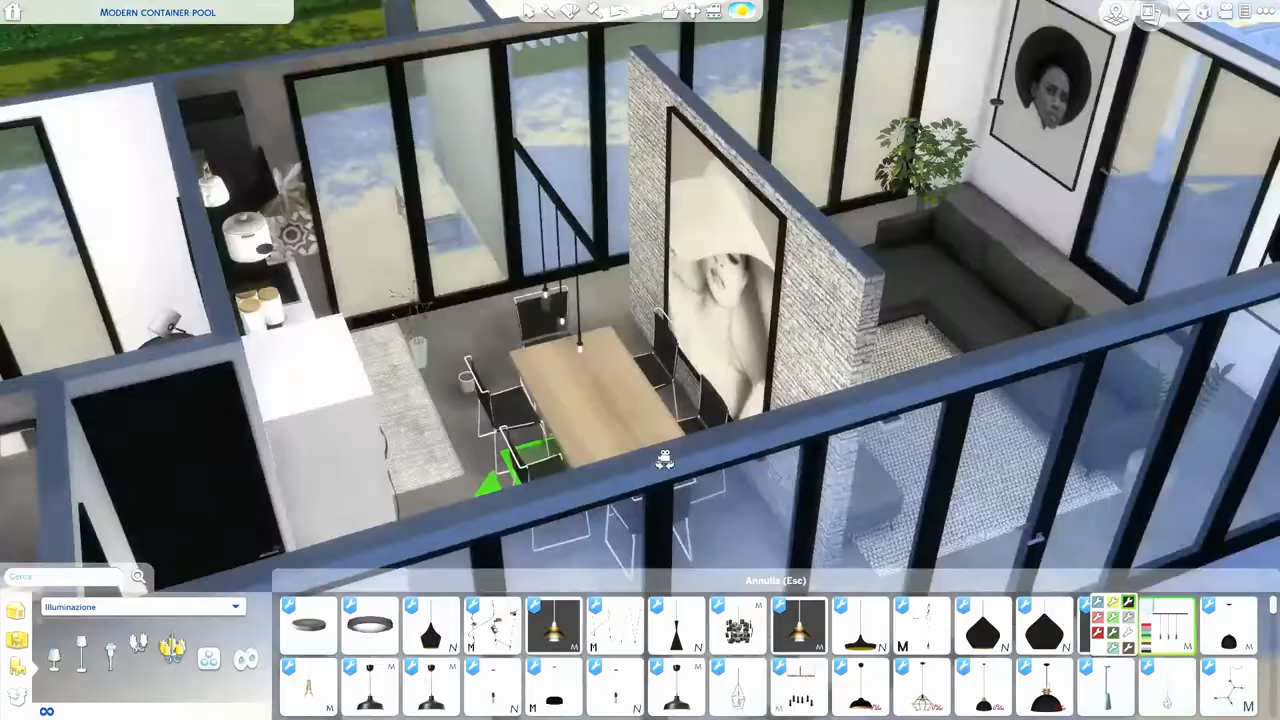 MODERN CONTAINER POOL
Annulla (Esc)
Cerca
Illuminazione
M N M M N M N M N N M
M M M N M N M M M M